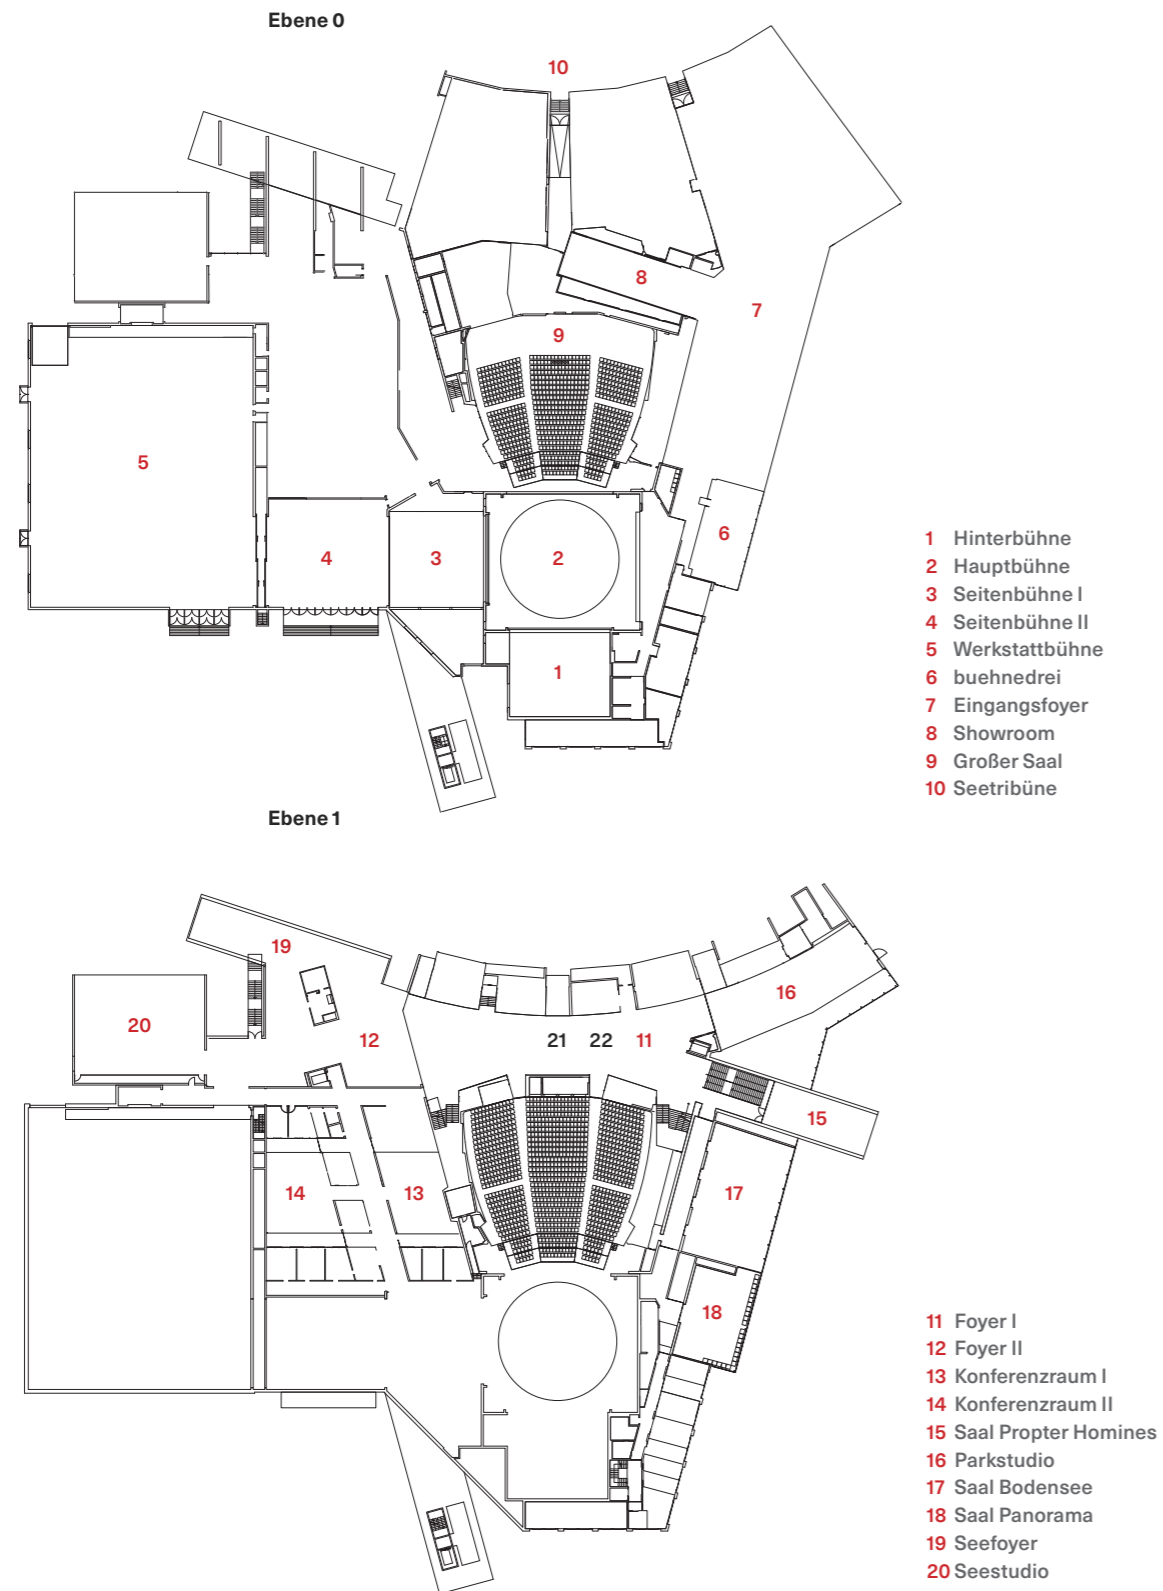 Ebene 0
10
8
7
9
5
6
4
3
2
1
1 Hinterbühne
2 Hauptbühne
3 Seitenbühne I
4 Seitenbühne II
5 Werkstattbühne
6 buehnedrei
7 Eingangsfoyer
8 Showroom
9 Großer Saal
10 Seetribüne
Ebene 1
19
16
20
12
21 22 11
15
14
13
17
18
11 Foyer I
12 Foyer II
13 Konferenzraum I
14 Konferenzraum II
15 Saal Propter Homines
16 Parkstudio
17 Saal Bodensee
18 Saal Panorama
19 Seefoyer
20 Seestudio